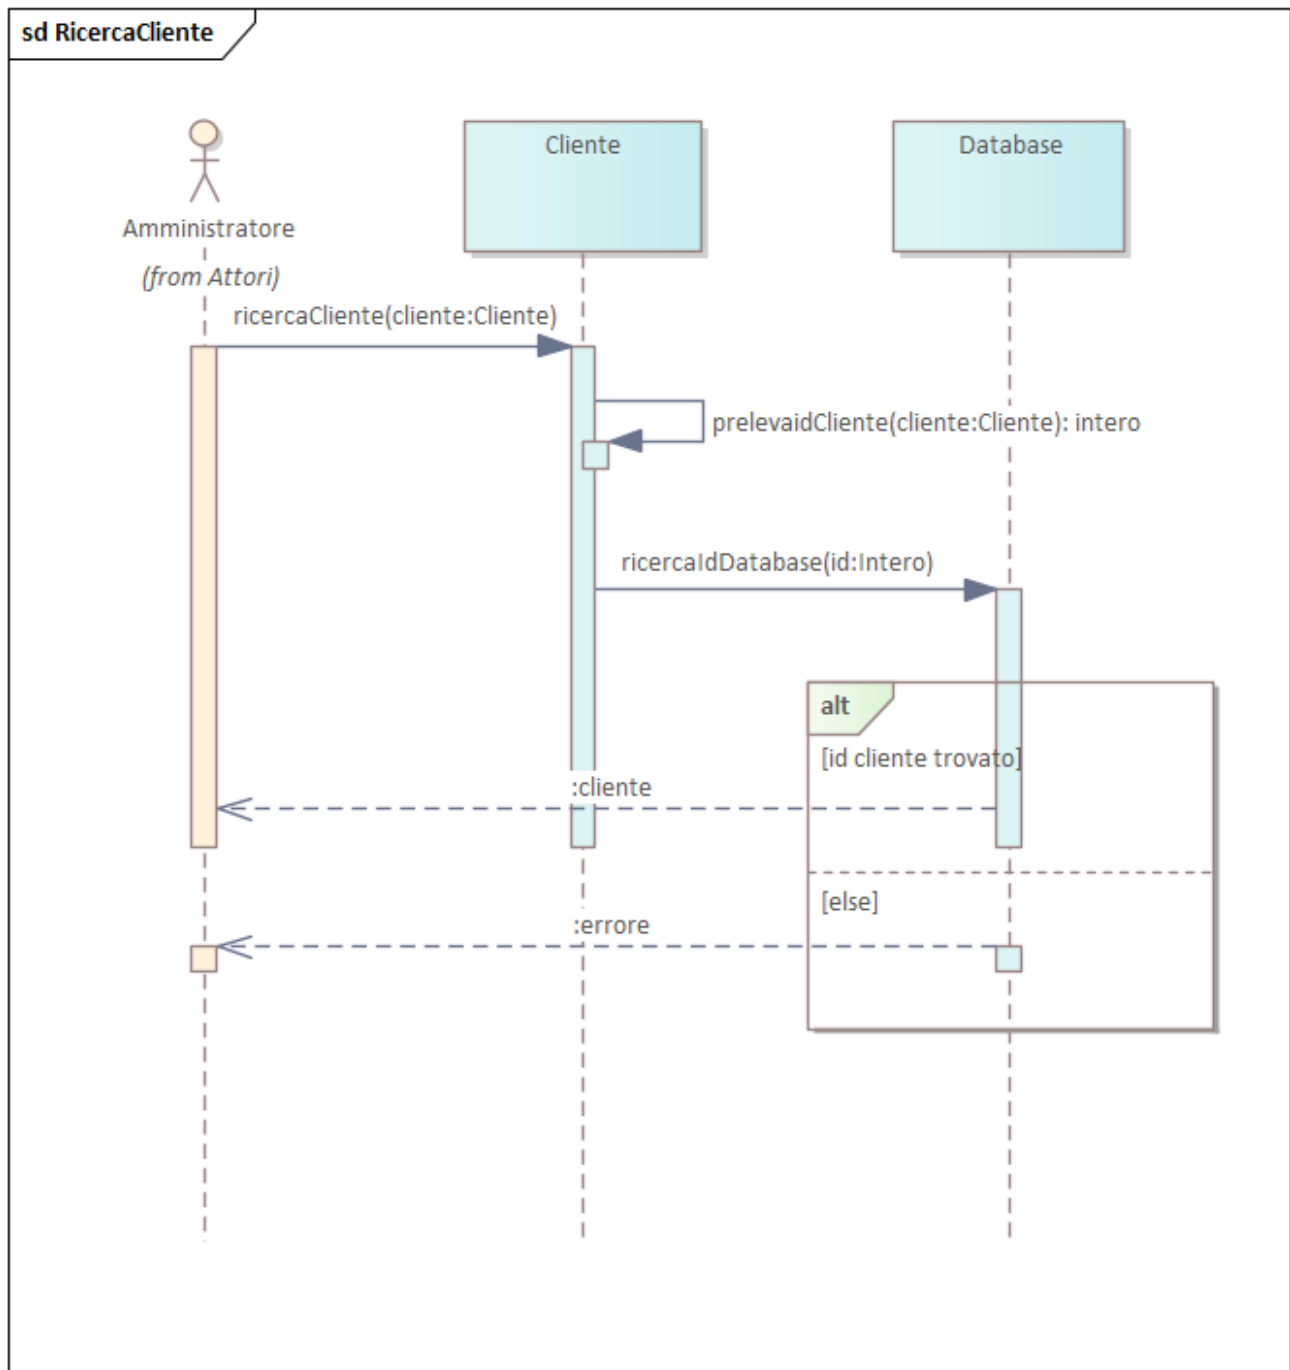 sd RicercaCliente
Cliente
Database
Amministratore
(from Attori)
ricercaCliente(cliente:Cliente)
prelevaidCliente(cliente:Cliente): intero
ricercaIdDatabase(id:Intero)
alt
[id cliente trovato]
:cliente
[else]
:errore